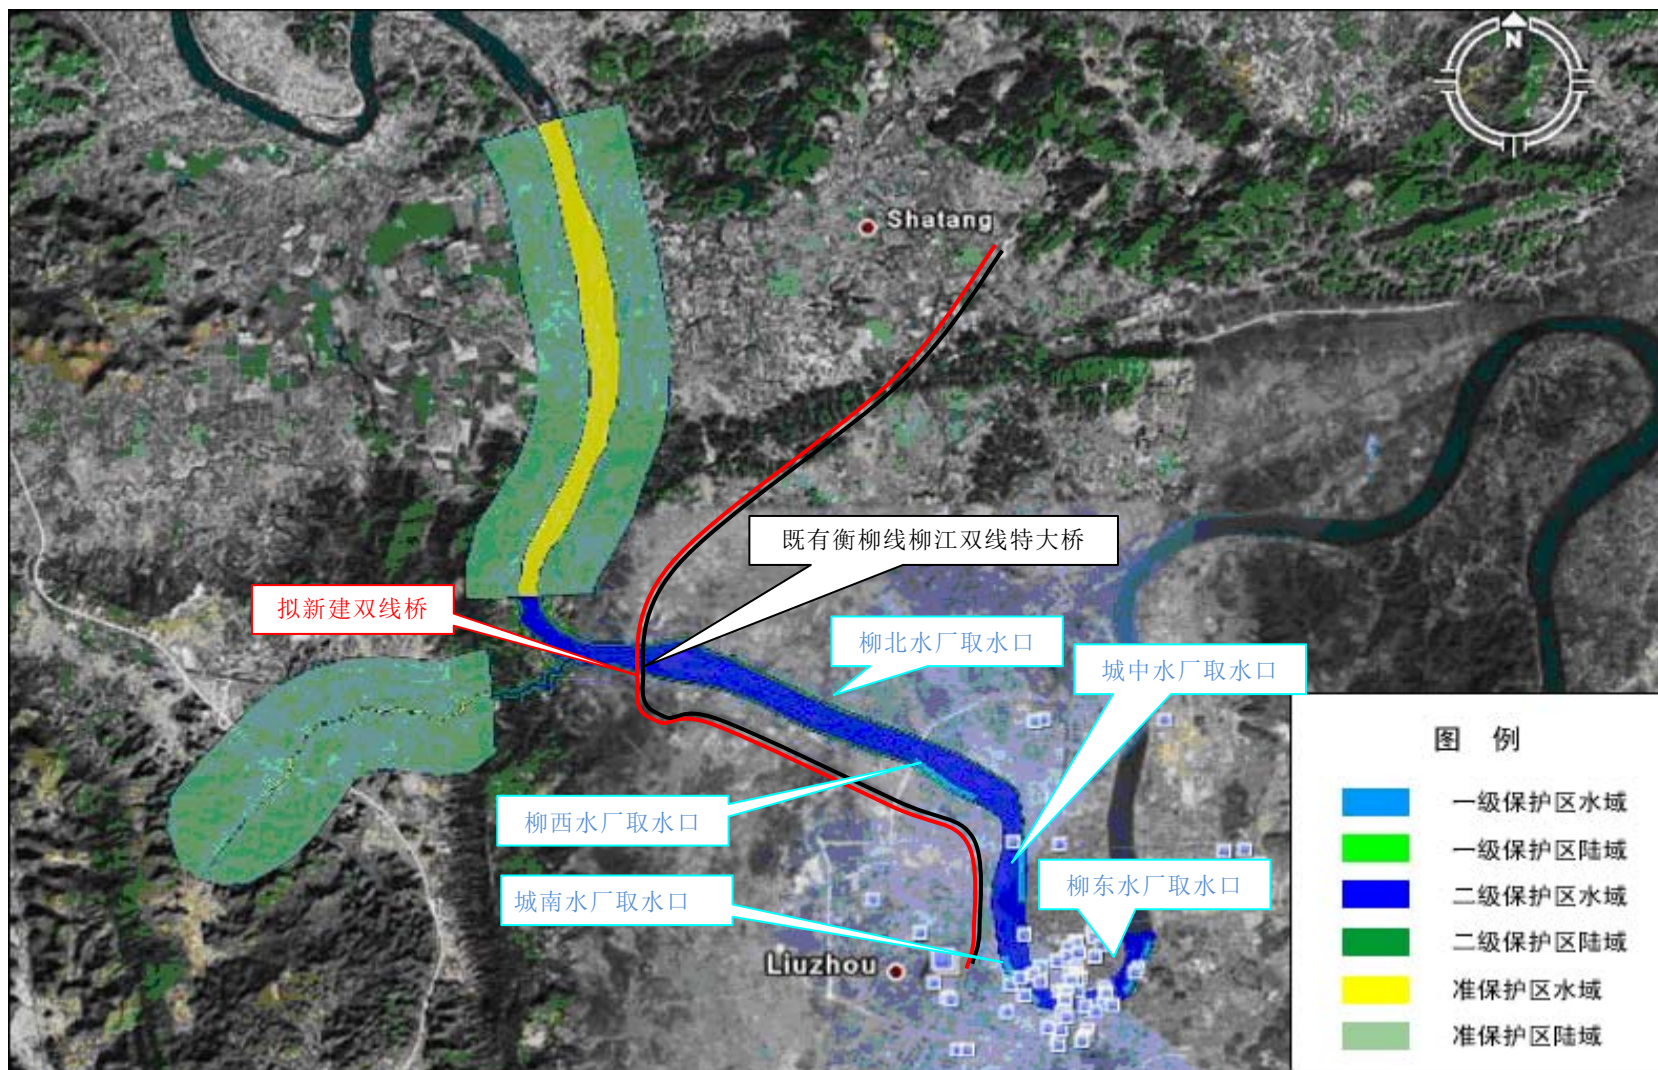 N
Shatang
既有衡柳线柳江双线特大桥
拟新建双线桥
柳北水厂取水口
城中水厂取水口
柳西水厂取水口
柳东水厂取水口
城南水厂取水口
Liuzhou
图 例
一级保护区水域
一级保护区陆域
二级保护区水域
二级保护区陆域
准保护区水域
准保护区陆域